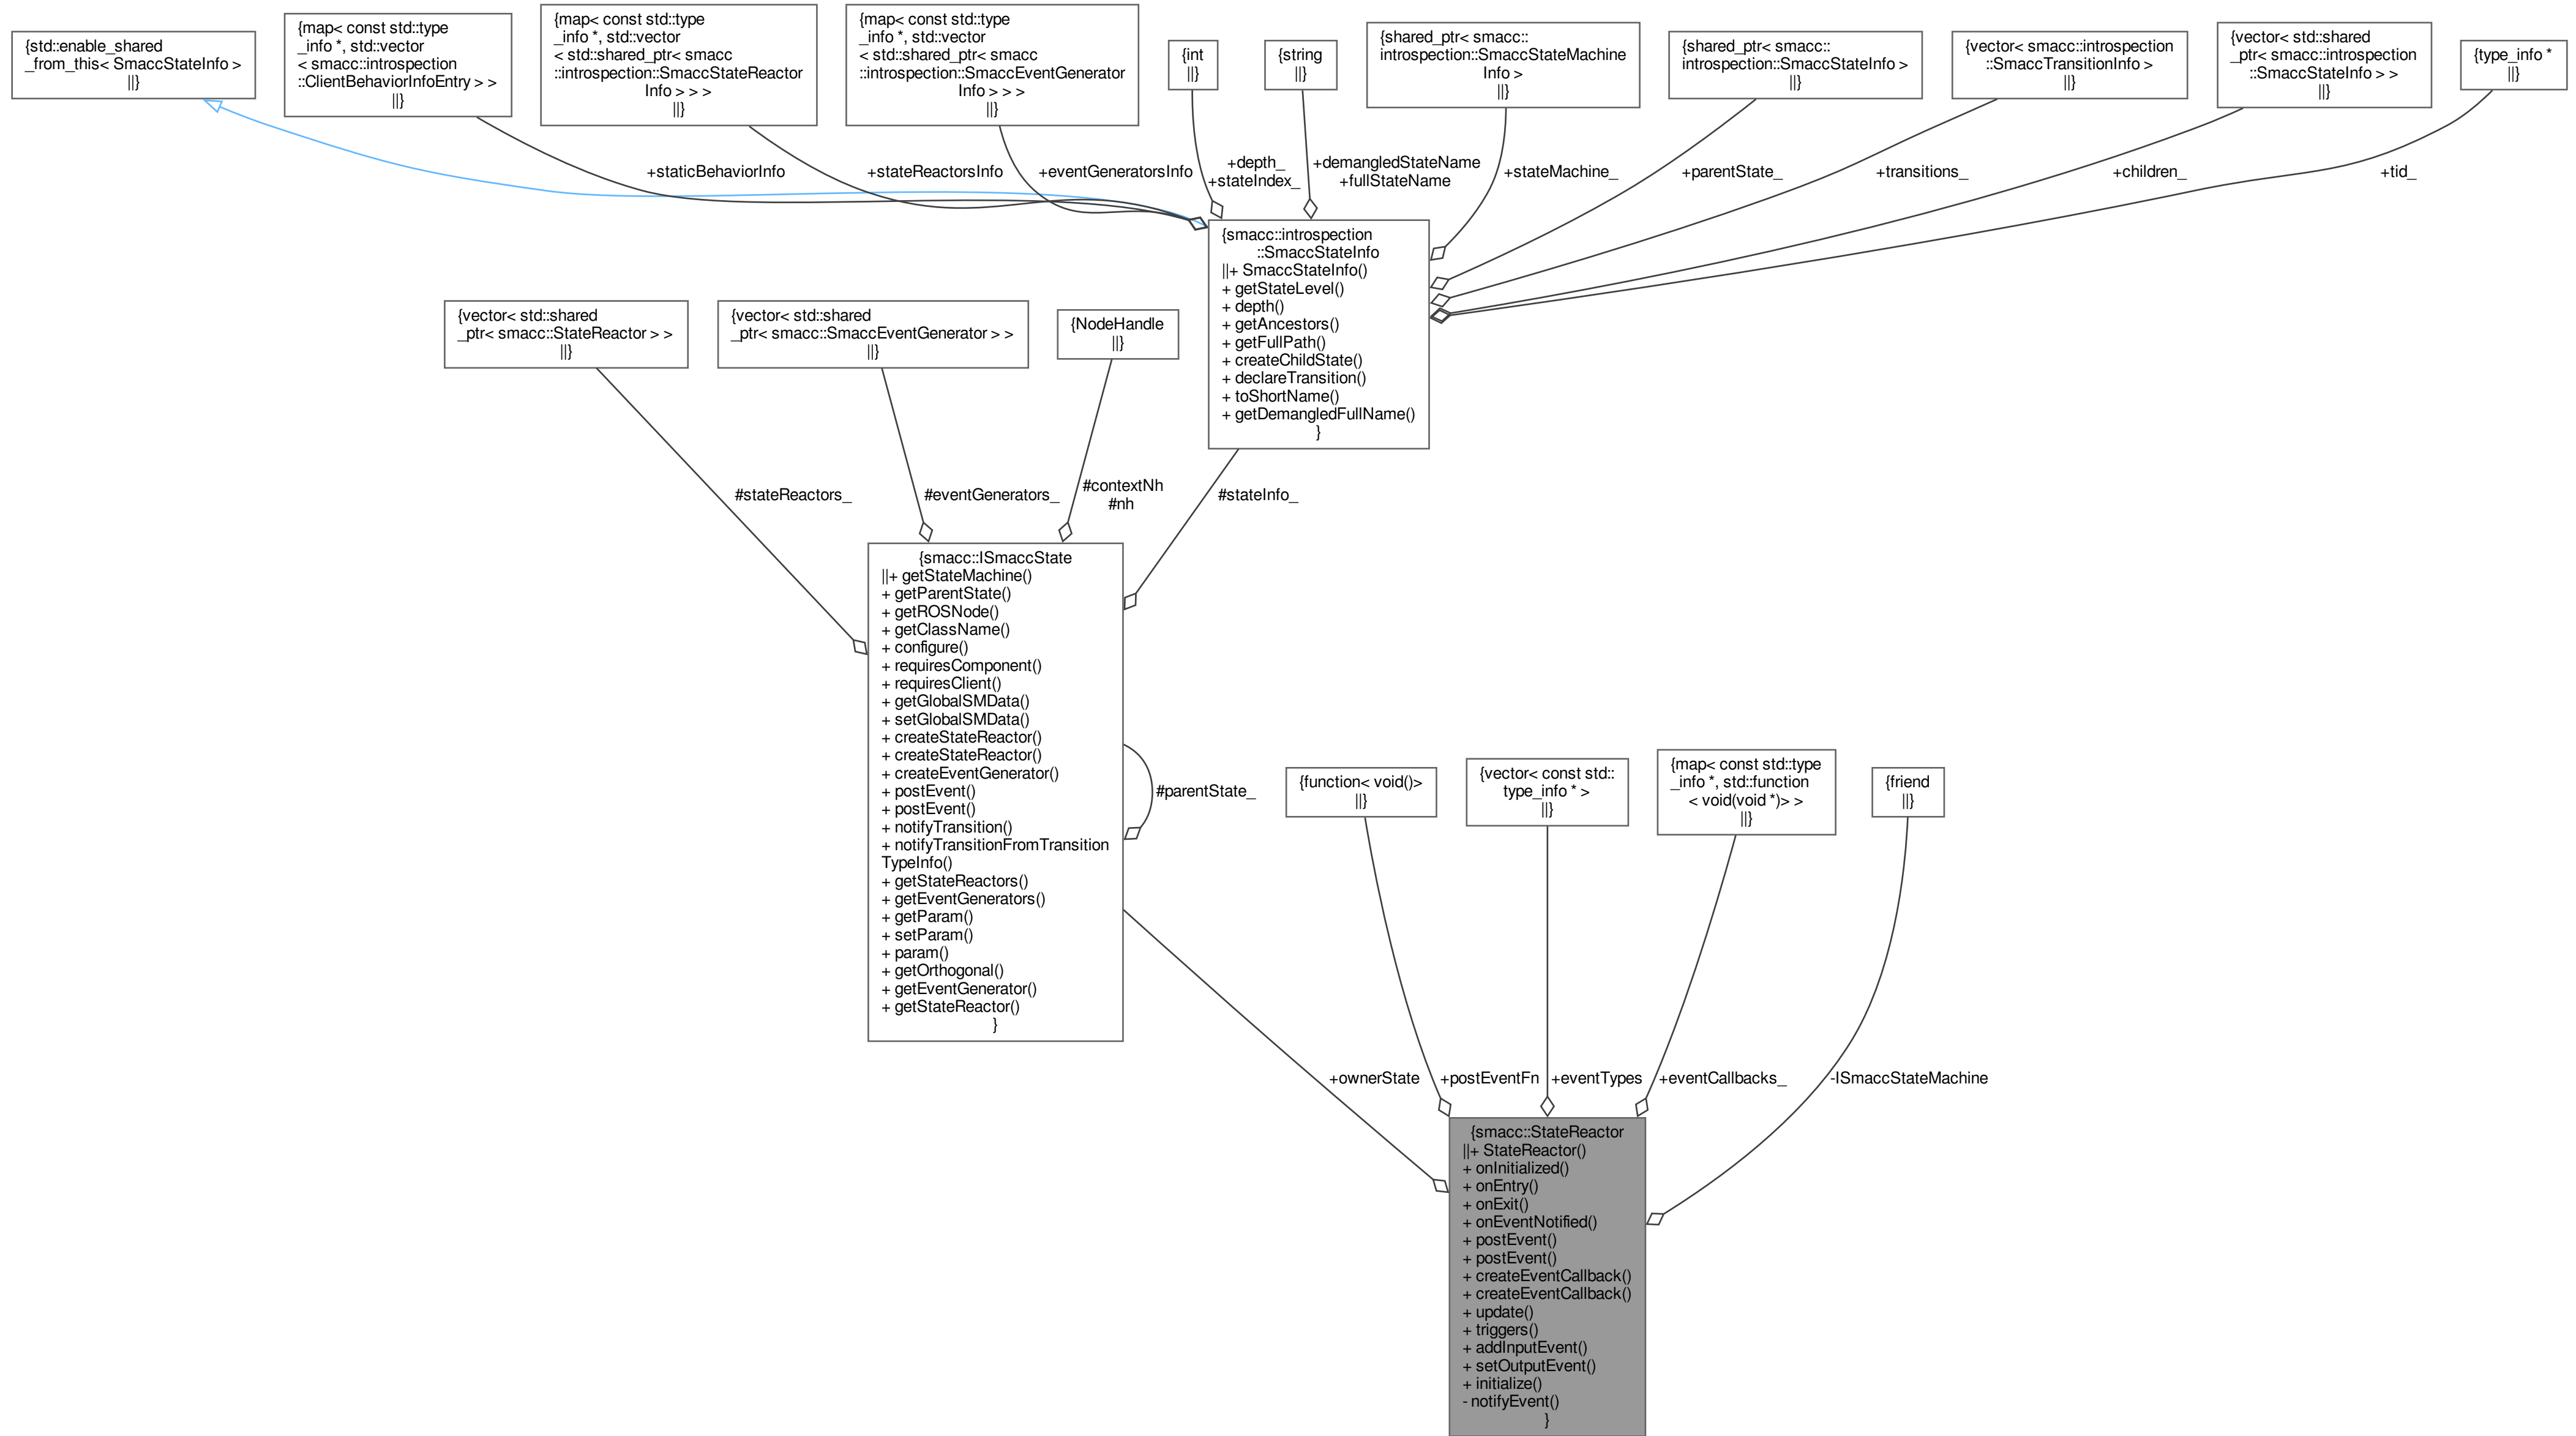 {std::enable_shared
_from_this< SmaccStateInfo >
||}
{map< const std::type
_info *, std::vector
< smacc::introspection
::ClientBehaviorInfoEntry > >
||}
{map< const std::type
_info *, std::vector
< std::shared_ptr< smacc
::introspection::SmaccStateReactor
Info > > >
||}
{map< const std::type
_info *, std::vector
< std::shared_ptr< smacc
::introspection::SmaccEventGenerator
Info > > >
||}
{int
||}
{string
||}
{shared_ptr< smacc::
introspection::SmaccStateMachine
Info >
||}
{shared_ptr< smacc::
introspection::SmaccStateInfo >
||}
{vector< smacc::introspection
::SmaccTransitionInfo >
||}
{vector< std::shared
_ptr< smacc::introspection
::SmaccStateInfo > >
||}
{type_info *
||}
+staticBehaviorInfo
+stateReactorsInfo
+eventGeneratorsInfo
+depth_
+stateIndex_
+demangledStateName
+fullStateName
+stateMachine_
+parentState_
+transitions_
+children_
+tid_
{smacc::introspection
::SmaccStateInfo
||+ SmaccStateInfo()
+ getStateLevel()
+ depth()
+ getAncestors()
+ getFullPath()
+ createChildState()
+ declareTransition()
+ toShortName()
+ getDemangledFullName()
}
{vector< std::shared
_ptr< smacc::StateReactor > >
||}
{vector< std::shared
_ptr< smacc::SmaccEventGenerator > >
||}
{NodeHandle
||}
#stateReactors_
#eventGenerators_
#contextNh
#nh
#stateInfo_
{smacc::ISmaccState
||+ getStateMachine()
+ getParentState()
+ getROSNode()
+ getClassName()
+ configure()
+ requiresComponent()
+ requiresClient()
+ getGlobalSMData()
+ setGlobalSMData()
+ createStateReactor()
+ createStateReactor()
+ createEventGenerator()
+ postEvent()
+ postEvent()
+ notifyTransition()
+ notifyTransitionFromTransition
TypeInfo()
+ getStateReactors()
+ getEventGenerators()
+ getParam()
+ setParam()
+ param()
+ getOrthogonal()
+ getEventGenerator()
+ getStateReactor()
}
#parentState_
{function< void()>
||}
{vector< const std::
type_info * >
||}
{map< const std::type
_info *, std::function
< void(void *)> >
||}
{friend
||}
+ownerState
+postEventFn
+eventTypes
+eventCallbacks_
-ISmaccStateMachine
{smacc::StateReactor
||+ StateReactor()
+ onInitialized()
+ onEntry()
+ onExit()
+ onEventNotified()
+ postEvent()
+ postEvent()
+ createEventCallback()
+ createEventCallback()
+ update()
+ triggers()
+ addInputEvent()
+ setOutputEvent()
+ initialize()
- notifyEvent()
}